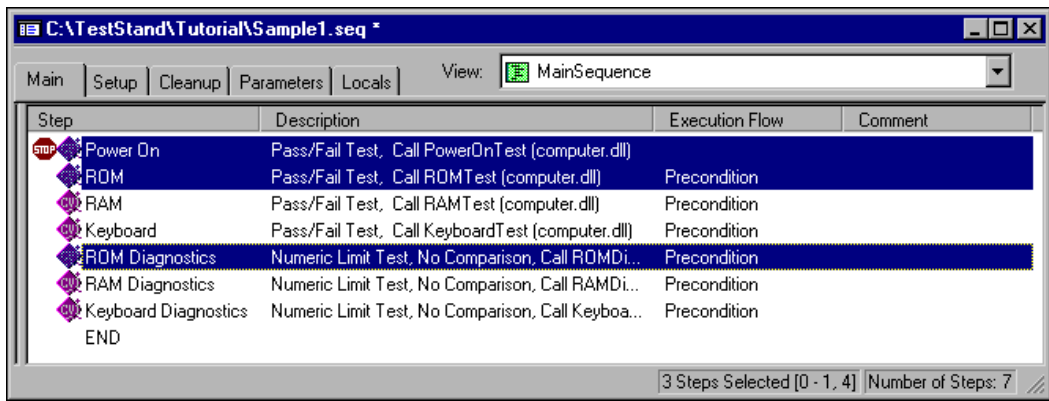 C:\TestStand\Tutorial\Sample1.seq *
Main Setup Cleanup Parameters Locals View: MainSequence
Step Description Execution Flow Comment
STOP Power On Pass/Fail Test, Call PowerOnTest (computer.dll)
ROM Pass/Fail Test, Call ROMTest (computer.dll) Precondition
CVI RAM Pass/Fail Test, Call RAMTest (computer.dll) Precondition
CVI Keyboard Pass/Fail Test, Call KeyboardTest (computer.dll) Precondition
ROM Diagnostics Numeric Limit Test, No Comparison, Call ROMDi... Precondition
CVI RAM Diagnostics Numeric Limit Test, No Comparison, Call RAMDi... Precondition
CVI Keyboard Diagnostics Numeric Limit Test, No Comparison, Call Keyboa... Precondition
END
3 Steps Selected [0 - 1, 4] Number of Steps: 7